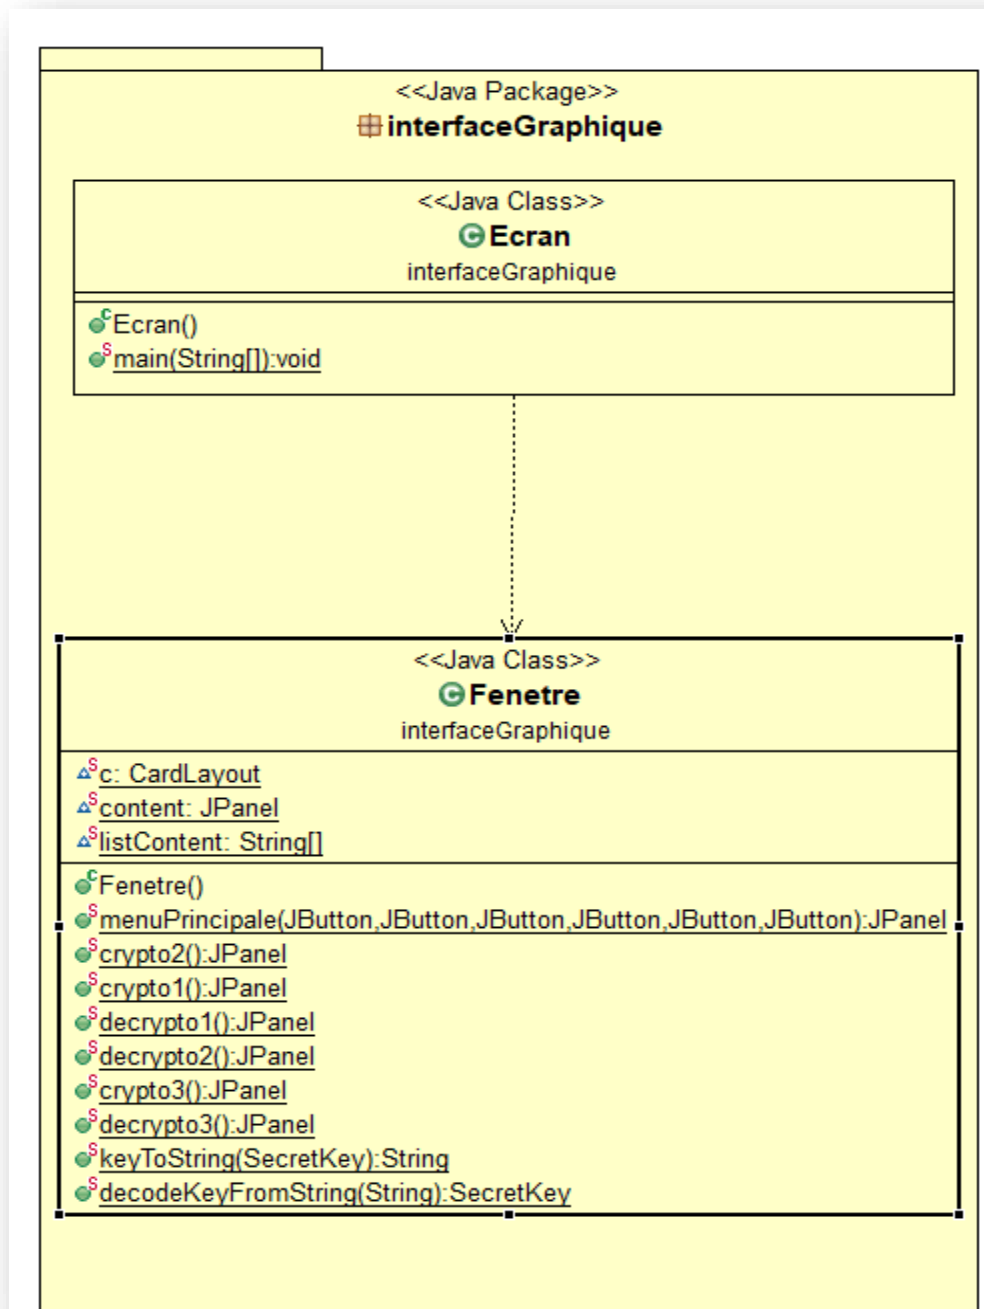 <<Java Package>>
interfaceGraphique
<<Java Class>>
Ecran
interfaceGraphique
Ecran()
main(String[]):void
<<Java Class>>
Fenetre
interfaceGraphique
c: CardLayout
content: JPanel
listContent: String[]
Fenetre()
menuPrincipale(JButton,JButton,JButton,JButton,JButton,JButton):JPanel
crypto2():JPanel
crypto1():JPanel
decrypto1():JPanel
decrypto2():JPanel
crypto3():JPanel
decrypto3():JPanel
keyToString(SecretKey):String
decodeKeyFromString(String):SecretKey